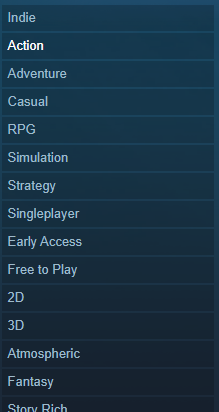 Indie
Action
Adventure
Casual
RPG
Simulation
Strategy
Singleplayer
Early Access
Free to Play
2D
3D
Atmospheric
Fantasy
Story Rich